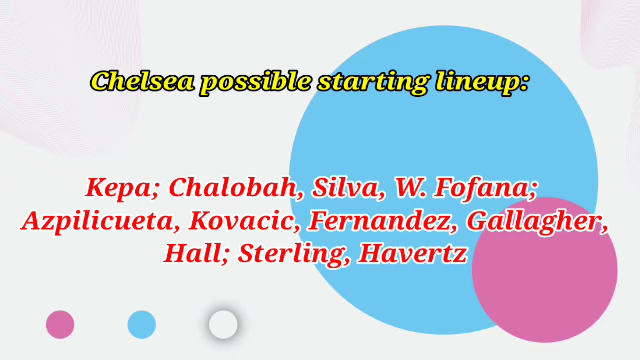 Chelsea possible starting lineup:
Kepa; Chalobah, Silva, W. Fofana;
Azpilicueta, Kovacic, Fernandez, Gallagher,
Hall; Sterling, Havertz